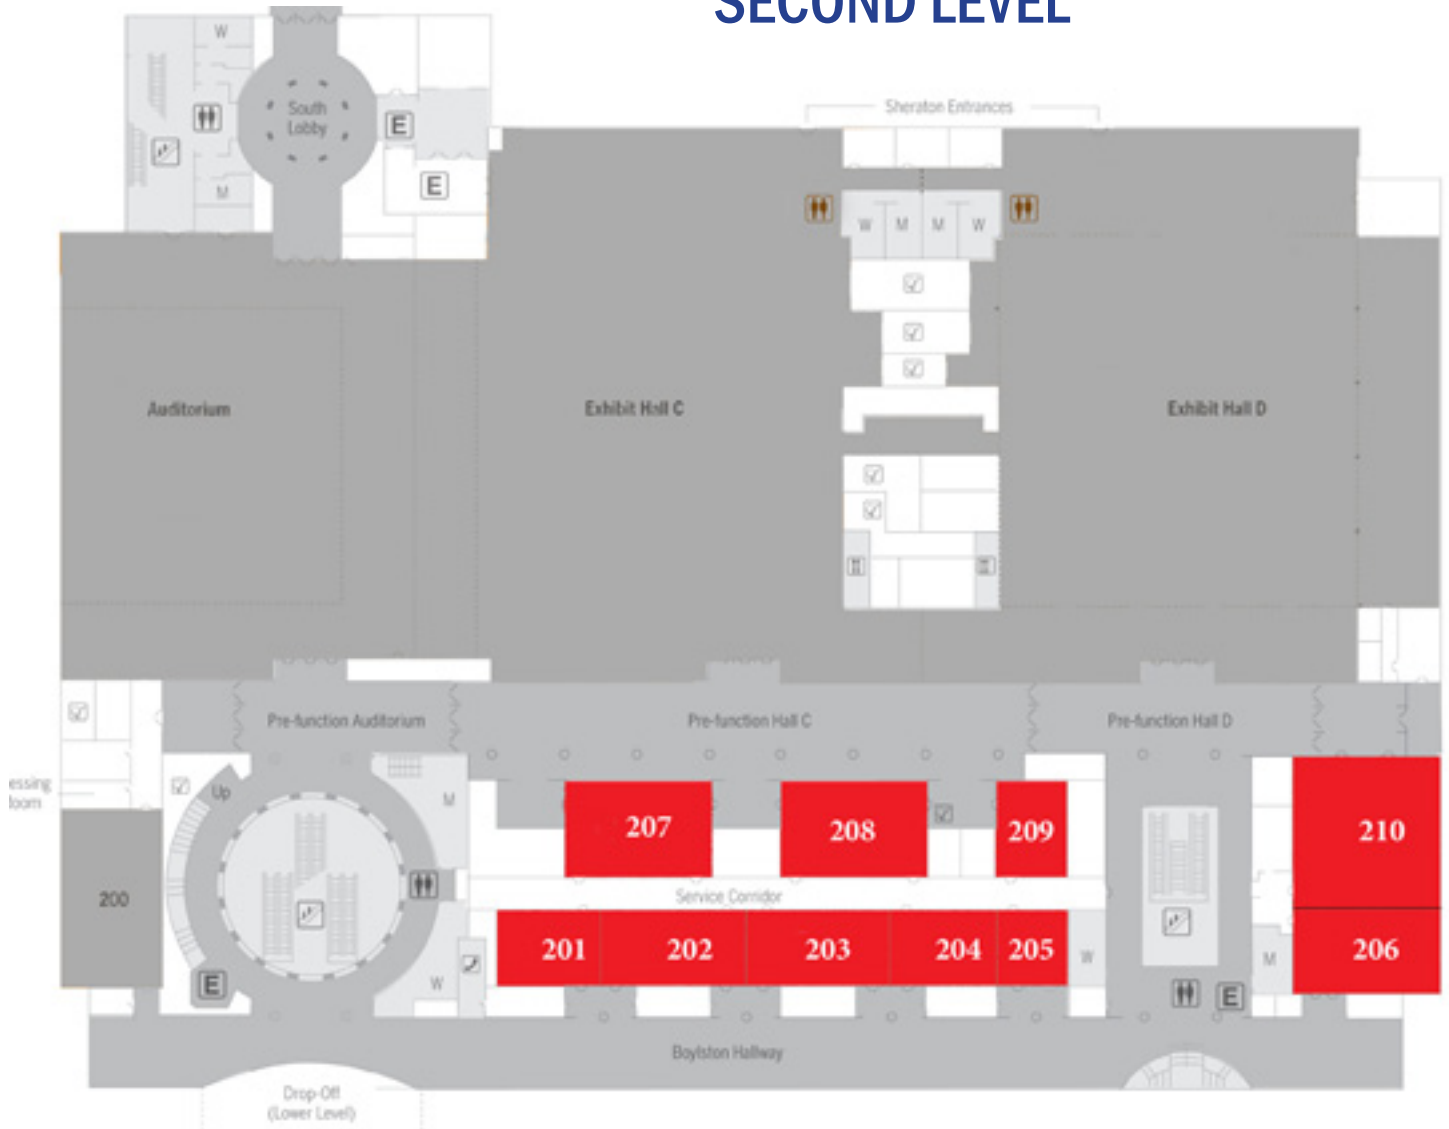 SECOND LEVEL
W
South
Lobby
E
Sheraton Entrances
M
E
W M M W
Auditorium
Exhibit Hall C
Exhibit Hall D
Pre-function Auditorium
Pre-function Hall C
Pre-function Hall D
essing
Up
M
207
208
209
210
200
Service Corridor
201
202
203
204
205
W
M
206
W
E
E
Boylston Hallway
Drop-Off
(Lower Level)